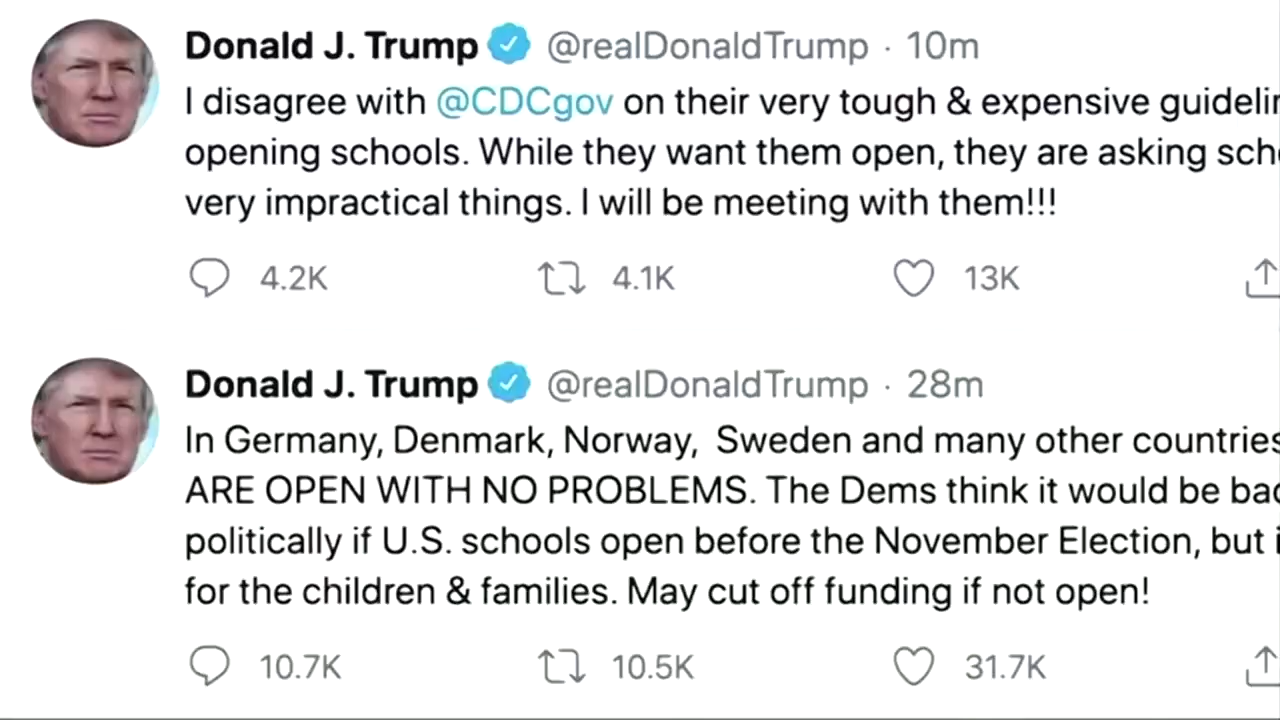 Donald J. Trump @realDonaldTrump · 10m
I disagree with @CDCgov on their very tough & expensive
opening schools. While they want them open, they are asking
very impractical things. I will be meeting with them!!!
4.2K 4.1K 13K
Donald J. Trump @realDonaldTrump · 28m
In Germany, Denmark, Norway, Sweden and many other countries
ARE OPEN WITH NO PROBLEMS. The Dems think it would be
politically if U.S. schools open before the November Election, but
for the children & families. May cut off funding if not open!
10.7K 10.5K 31.7K